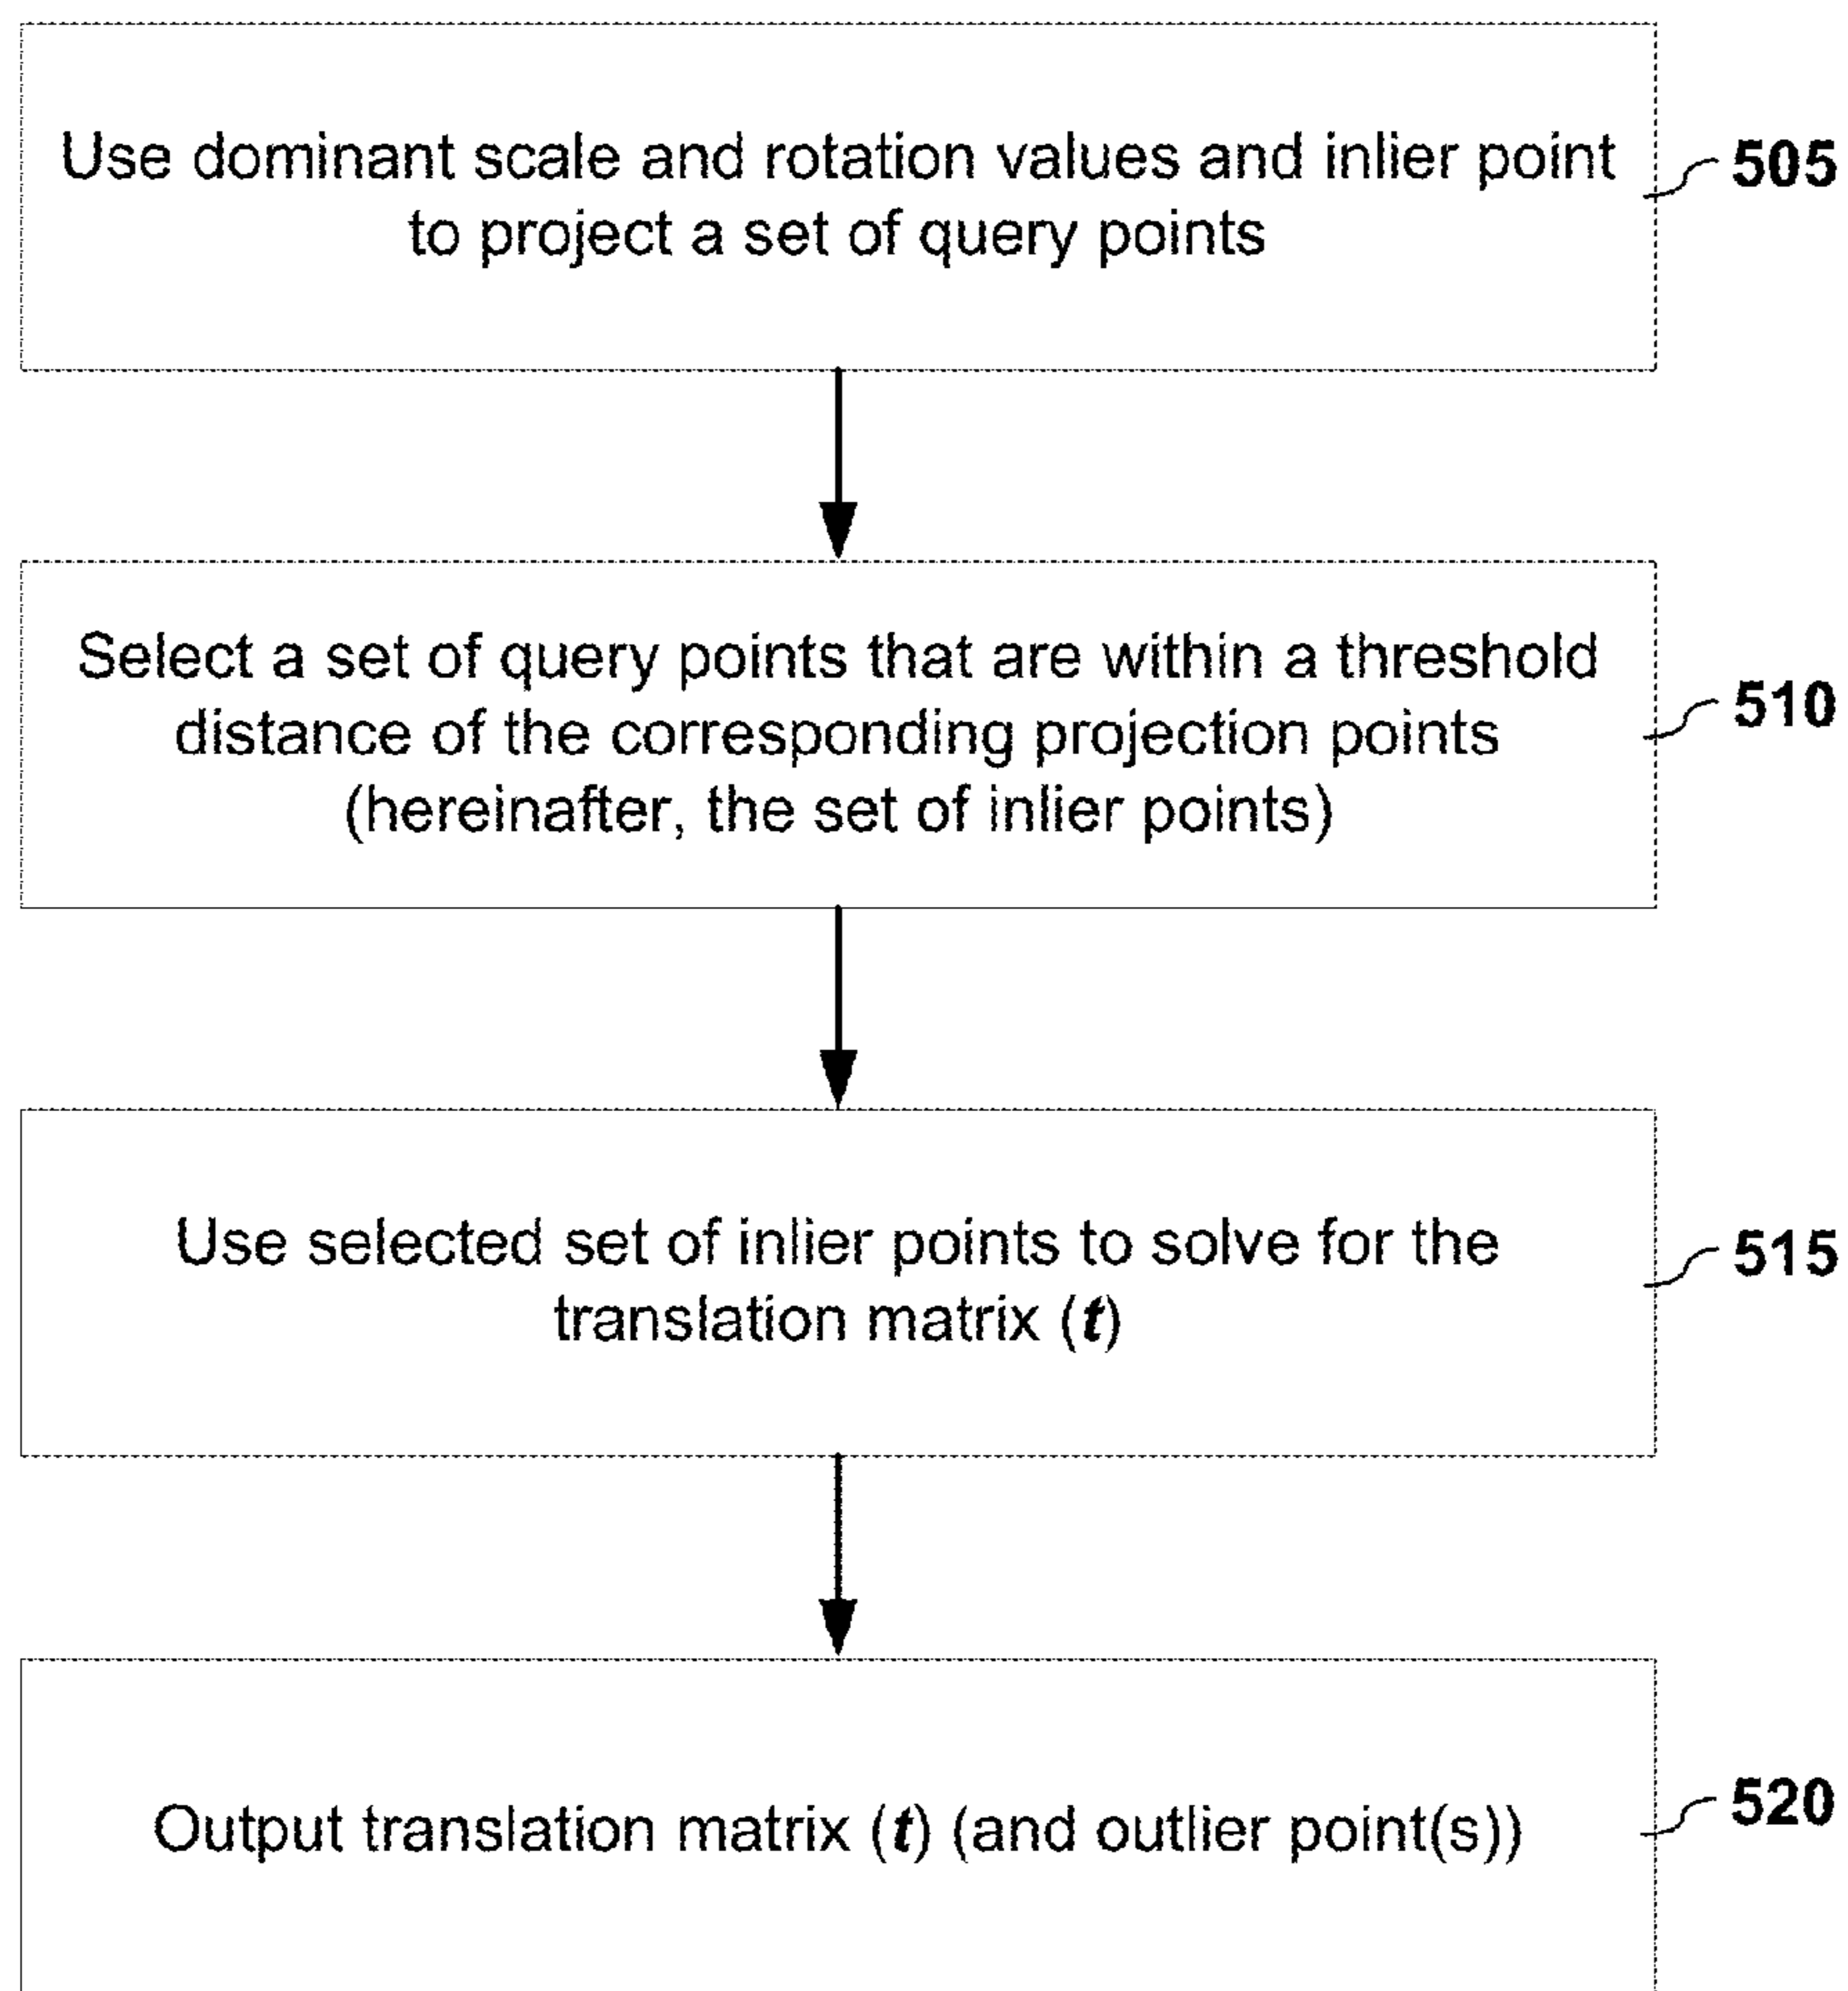 Use dominant scale and rotation values and inlier point
to project a set of query points
505
Select a set of query points that are within a threshold
distance of the corresponding projection points
(hereinafter, the set of inlier points)
510
Use selected set of inlier points to solve for the
translation matrix (t)
515
Output translation matrix (t) (and outlier point(s))
520